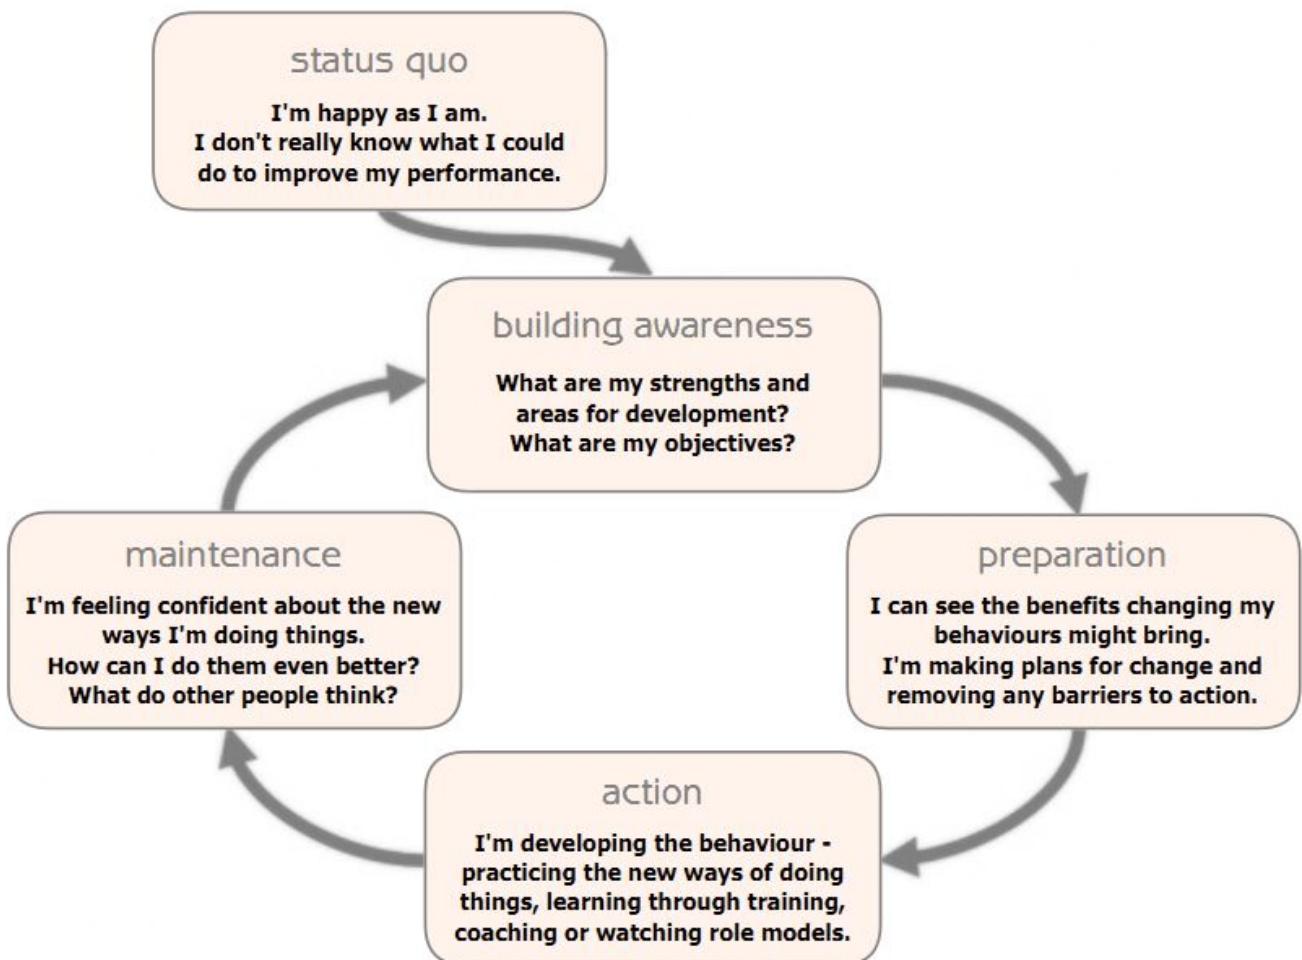 status quo
I'm happy as I am.
I don't really know what I could
do to improve my performance.
building awareness
What are my strengths and
areas for development?
What are my objectives?
maintenance
I'm feeling confident about the new
ways I'm doing things.
How can I do them even better?
What do other people think?
preparation
I can see the benefits changing my
behaviours might bring.
I'm making plans for change and
removing any barriers to action.
action
I'm developing the behaviour -
practicing the new ways of doing
things, learning through training,
coaching or watching role models.